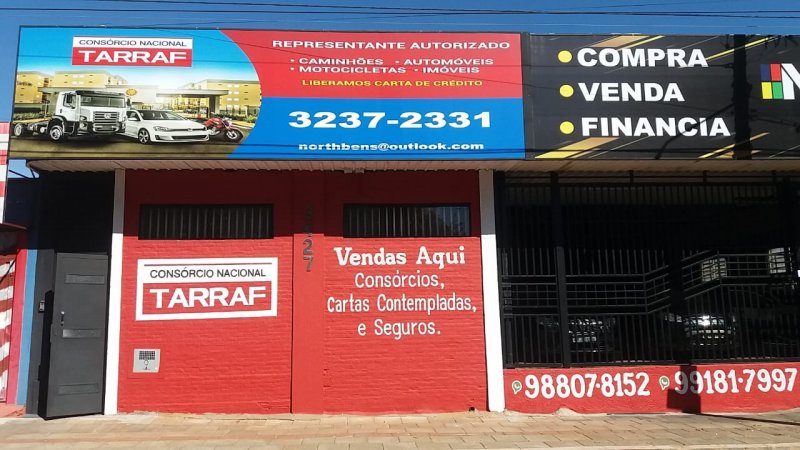 CONSÓRCIO NACIONAL
TARRAF
REPRESENTANTE AUTORIZADO
• CAMINHÕES • AUTOMÓVEIS
• MOTOCICLETAS • IMÓVEIS
LIBERAMOS CARTA DE CRÉDITO
3237-2331
northbens@outlook.com
• COMPRA
• VENDA
• FINANCIA
CONSÓRCIO NACIONAL
TARRAF
Vendas Aqui
Consórcios,
Cartas Contempladas,
e Seguros.
98807-8152
99181-7997